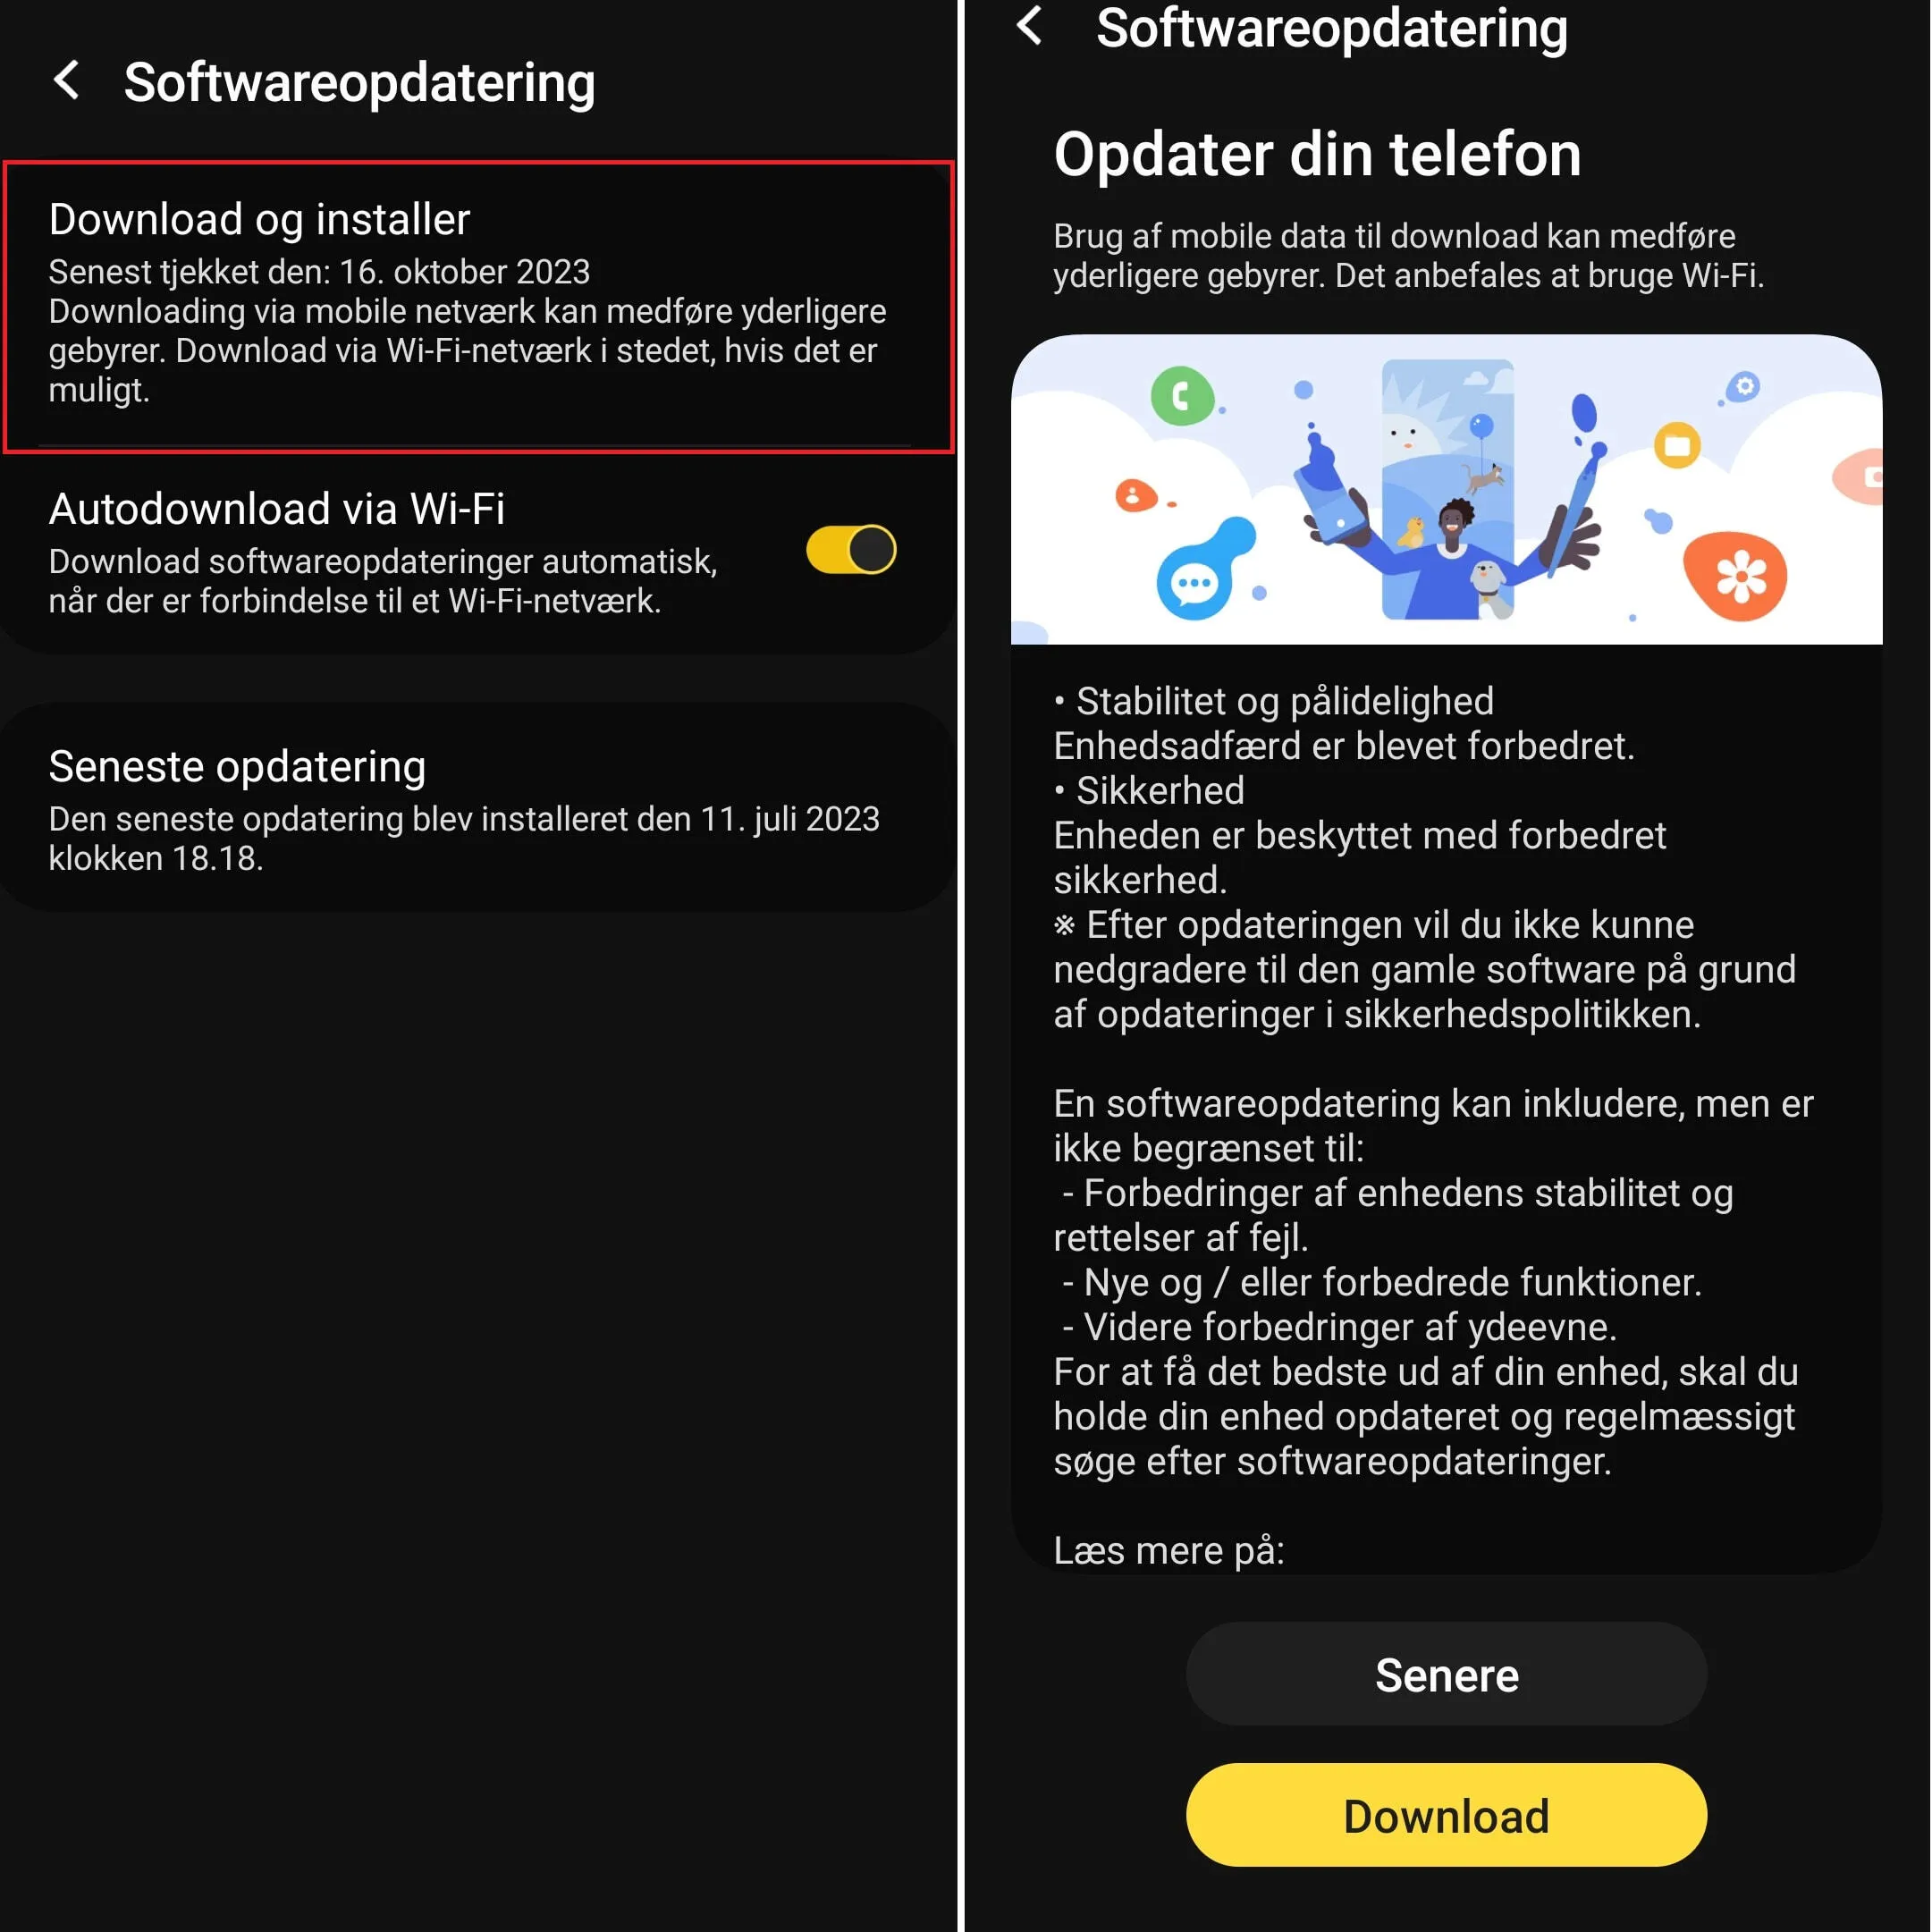 Softwareopdatering
Download og installer
Senest tjekket den: 16. oktober 2023
Downloading via mobile netværk kan medføre yderligere
gebyrer. Download via Wi-Fi-netværk i stedet, hvis det er
muligt.
Autodownload via Wi-Fi
Download softwareopdateringer automatisk,
når der er forbindelse til et Wi-Fi-netværk.
Seneste opdatering
Den seneste opdatering blev installeret den 11. juli 2023
klokken 18.18.
Softwareopdatering
Opdater din telefon
Brug af mobile data til download kan medføre
yderligere gebyrer. Det anbefales at bruge Wi-Fi.
• Stabilitet og pålidelighed
Enhedsadfærd er blevet forbedret.
• Sikkerhed
Enheden er beskyttet med forbedret
sikkerhed.
※ Efter opdateringen vil du ikke kunne
nedgradere til den gamle software på grund
af opdateringer i sikkerhedspolitikken.
En softwareopdatering kan inkludere, men er
ikke begrænset til:
- Forbedringer af enhedens stabilitet og
rettelser af fejl.
- Nye og / eller forbedrede funktioner.
- Videre forbedringer af ydeevne.
For at få det bedste ud af din enhed, skal du
holde din enhed opdateret og regelmæssigt
søge efter softwareopdateringer.
Læs mere på:
Senere
Download